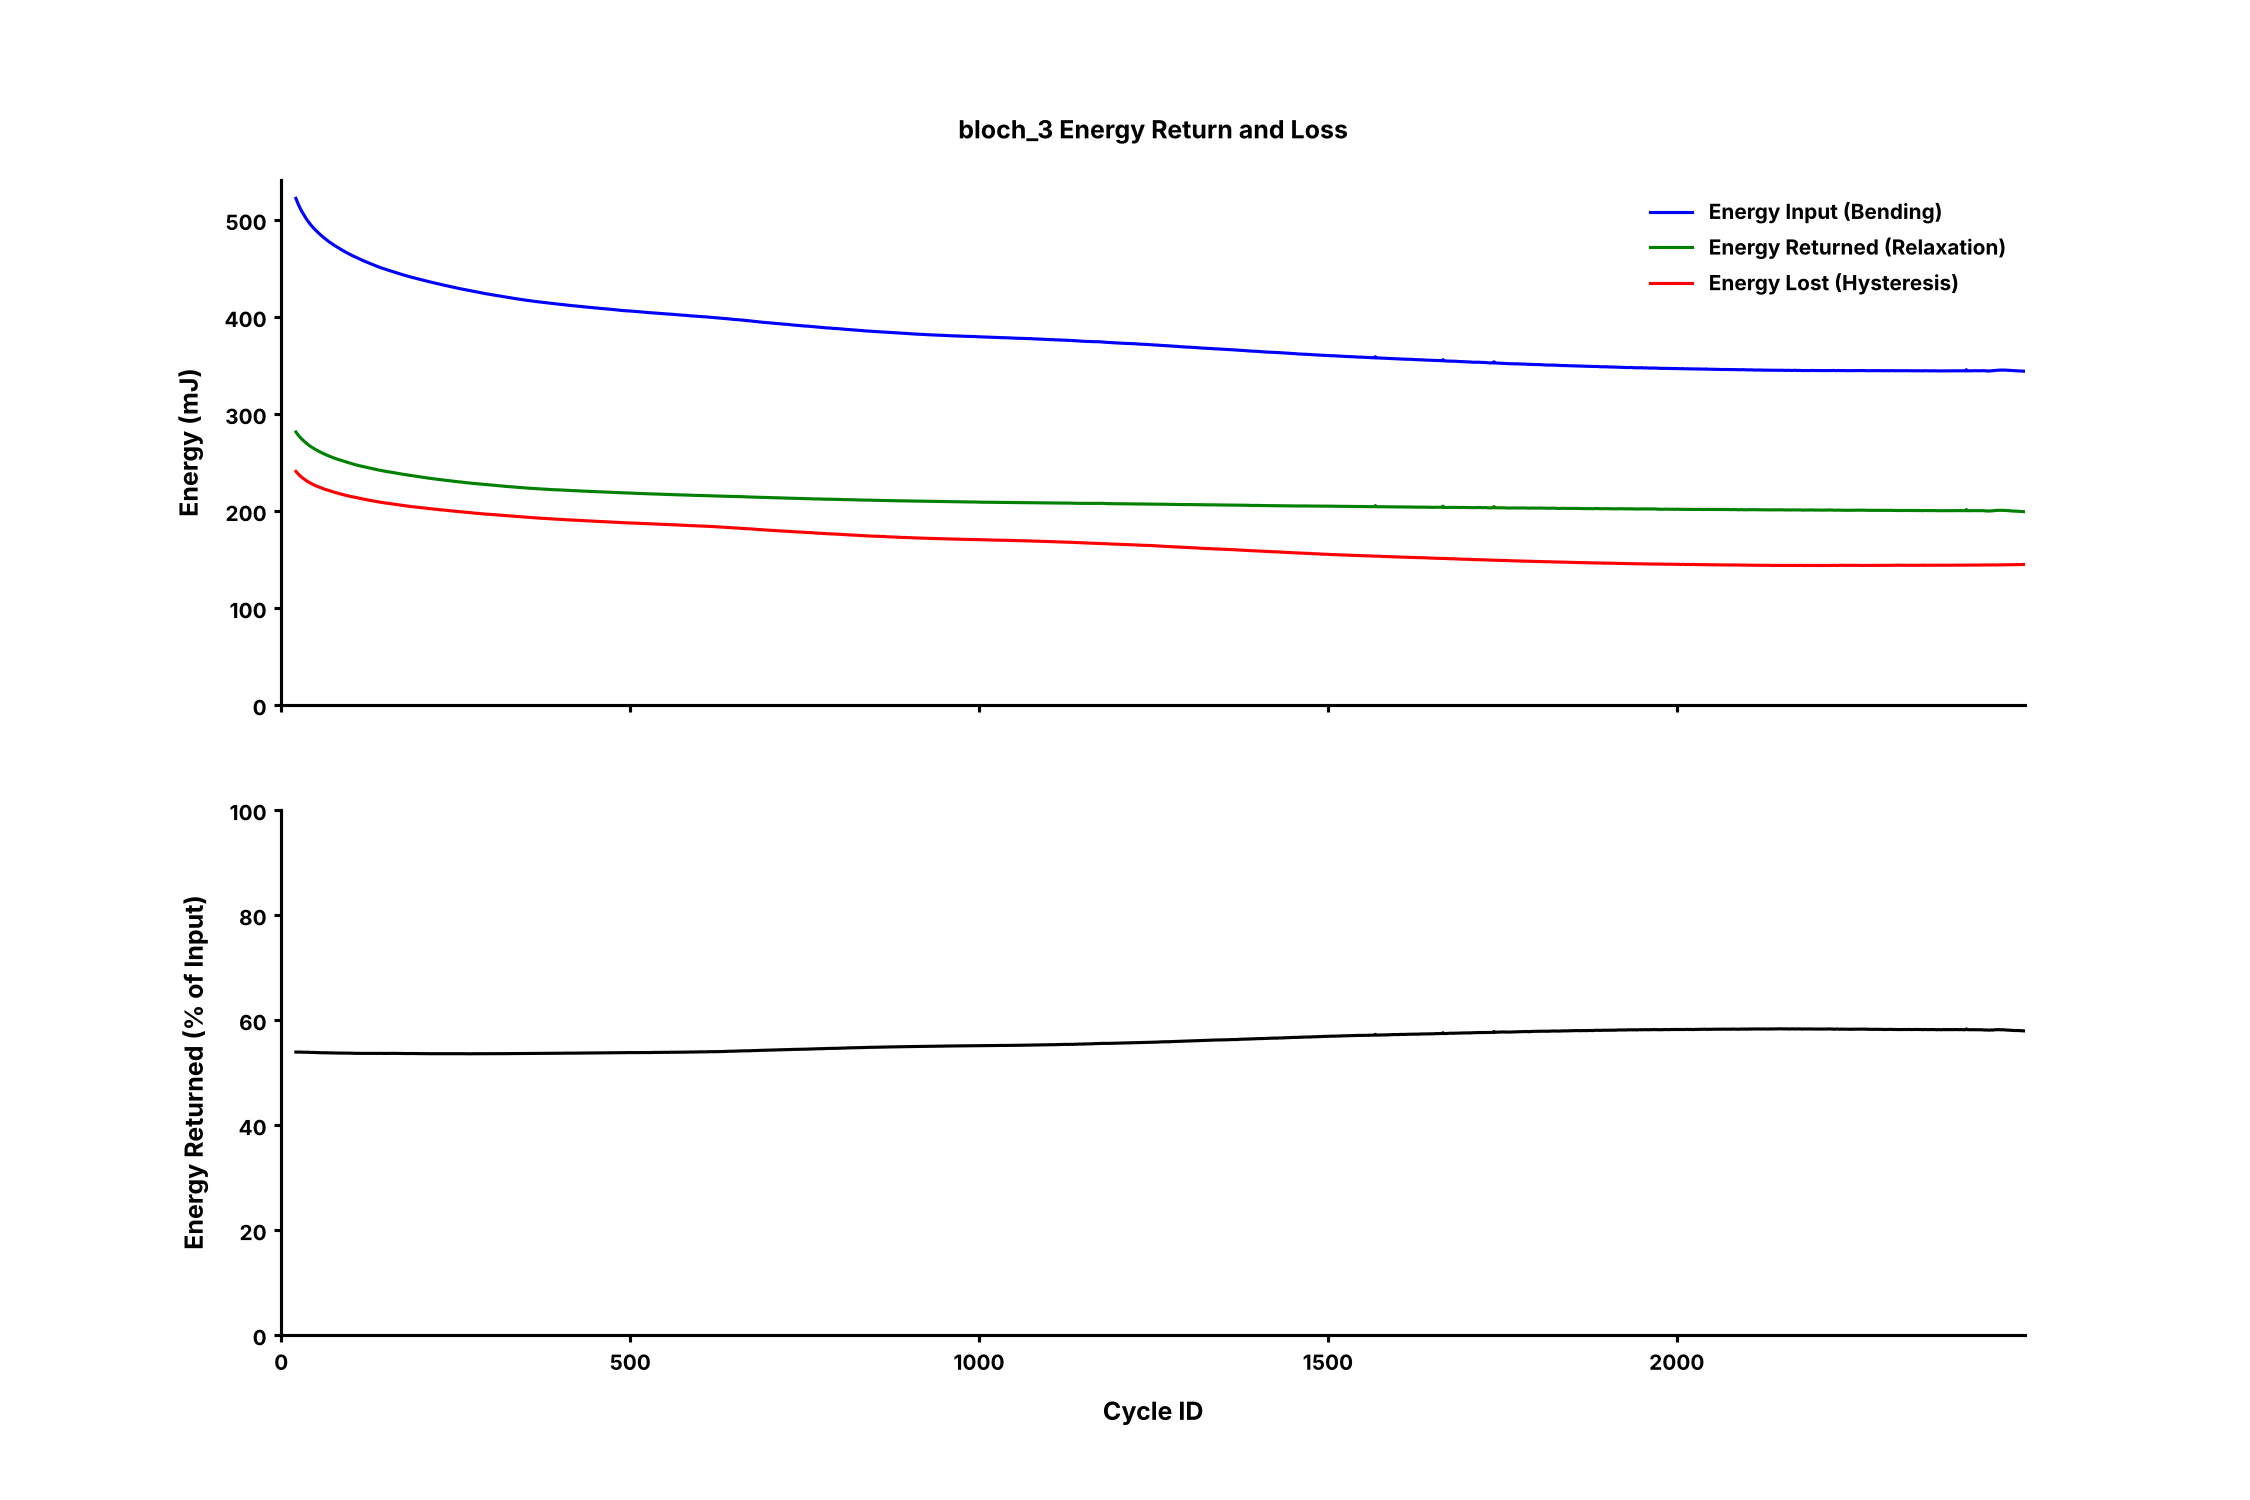 bloch_3 Energy Return and Loss
Energy Input (Bending)
Energy Returned (Relaxation)
Energy Lost (Hysteresis)
Energy (mJ)
500
400
300
200
100
0
Energy Returned (% of Input)
100
80
60
40
20
0
0 500 1000 1500 2000
Cycle ID